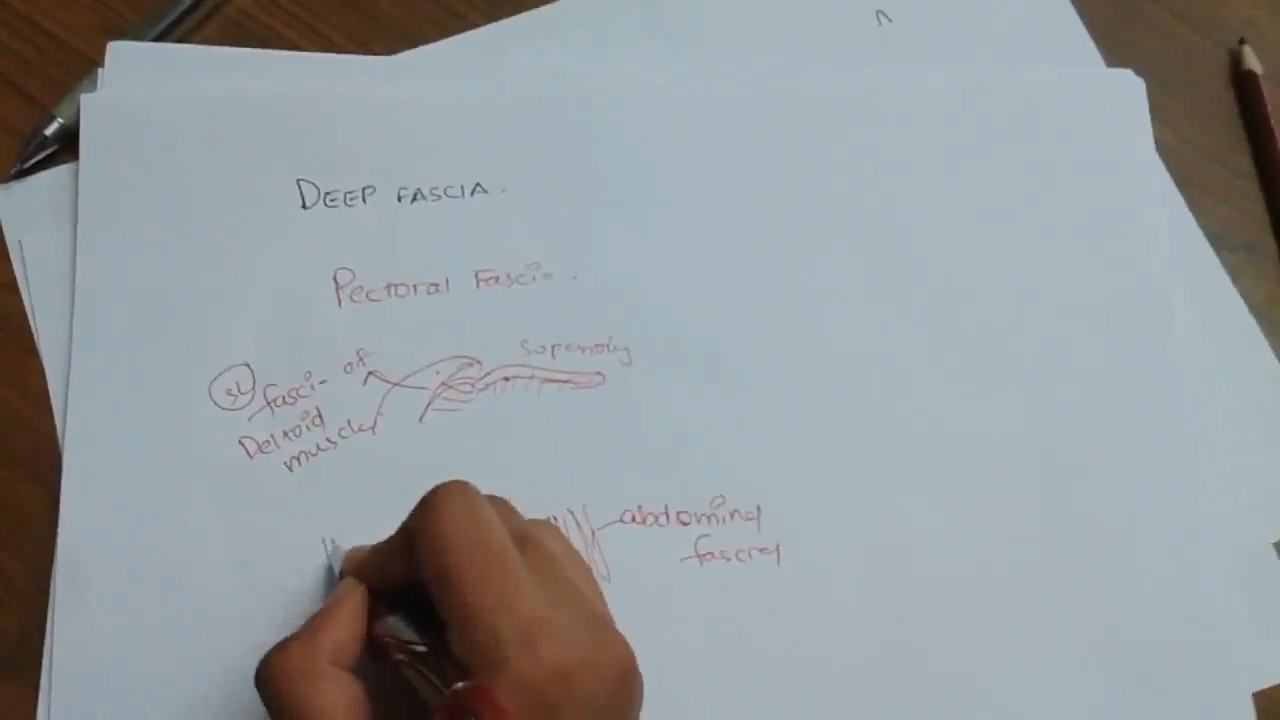 DEEP FASCIA.
Pectoral Fascia.
Superiorly
SL
fascia of
Deltoid
muscle
abdominal
fascia